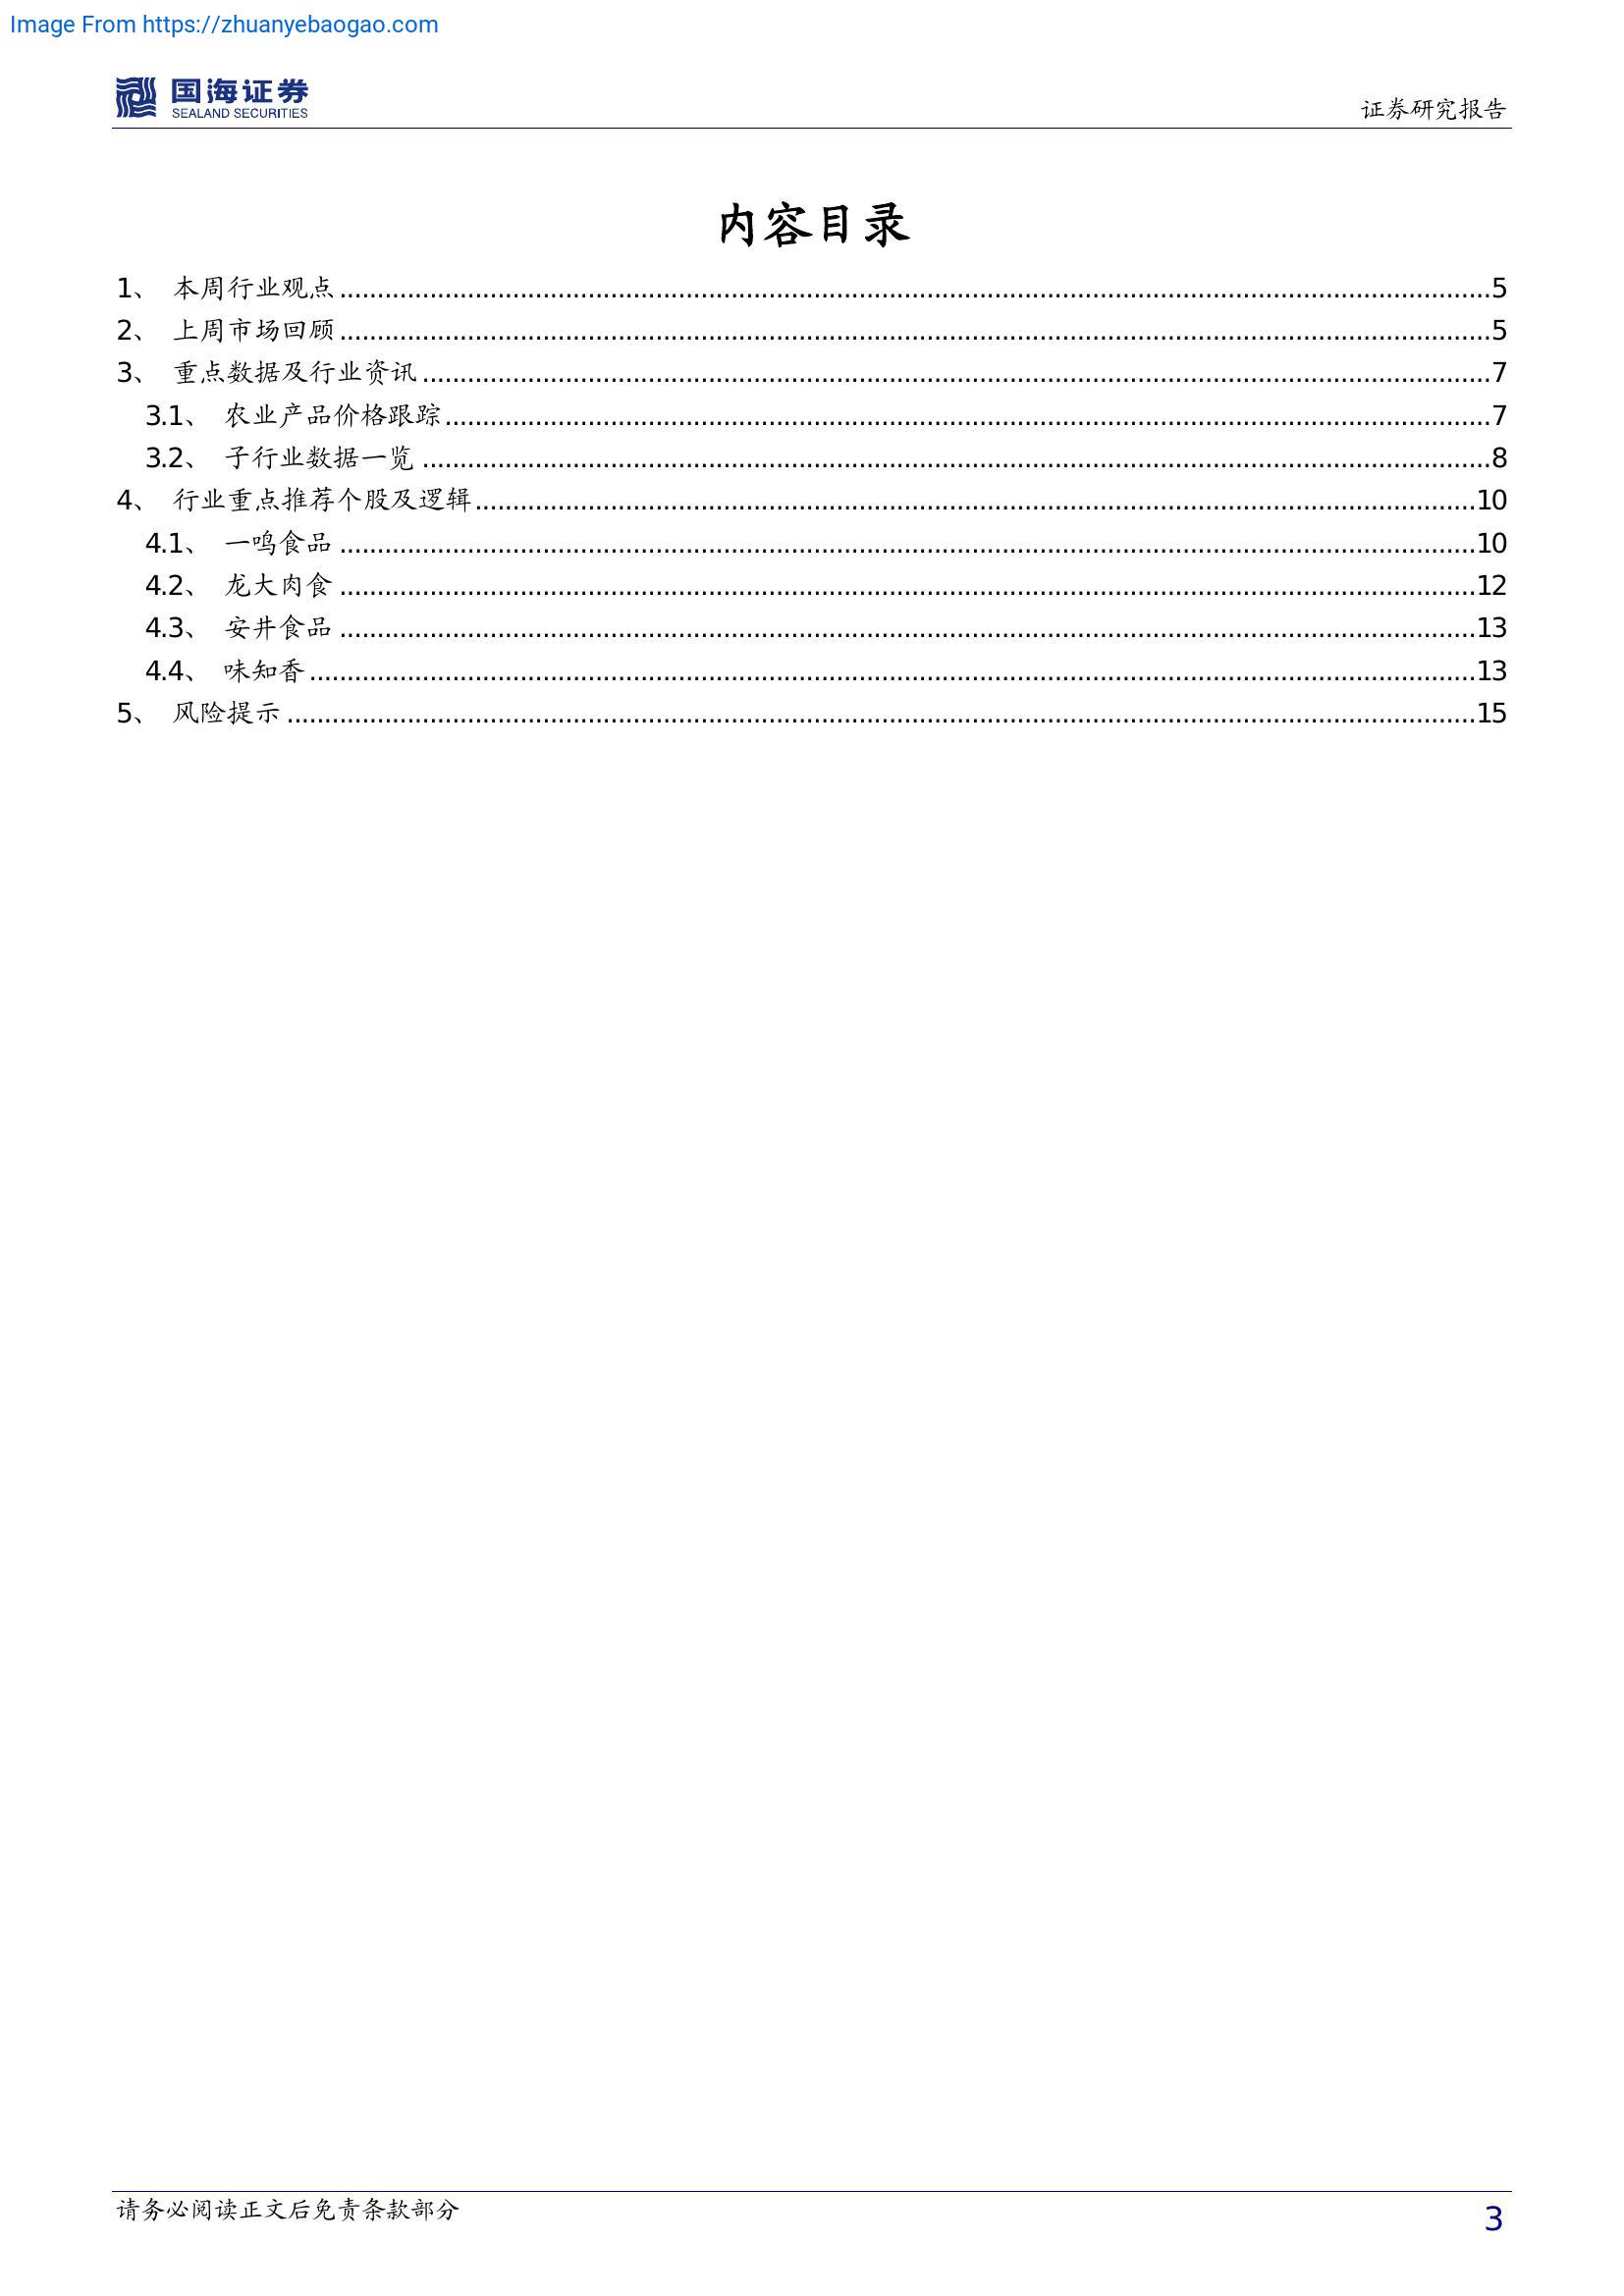 Image From https://zhuanyebaogao.com
国海证券
SEALAND SECURITIES
证券研究报告
内容目录
1、 本周行业观点........................................................5
2、 上周市场回顾........................................................5
3、 重点数据及行业资讯........................................................7
3.1、 农业产品价格跟踪........................................................7
3.2、 子行业数据一览........................................................8
4、 行业重点推荐个股及逻辑........................................................10
4.1、 一鸣食品........................................................10
4.2、 龙大肉食........................................................12
4.3、 安井食品........................................................13
4.4、 味知香........................................................13
5、 风险提示........................................................15
请务必阅读正文后免责条款部分
3